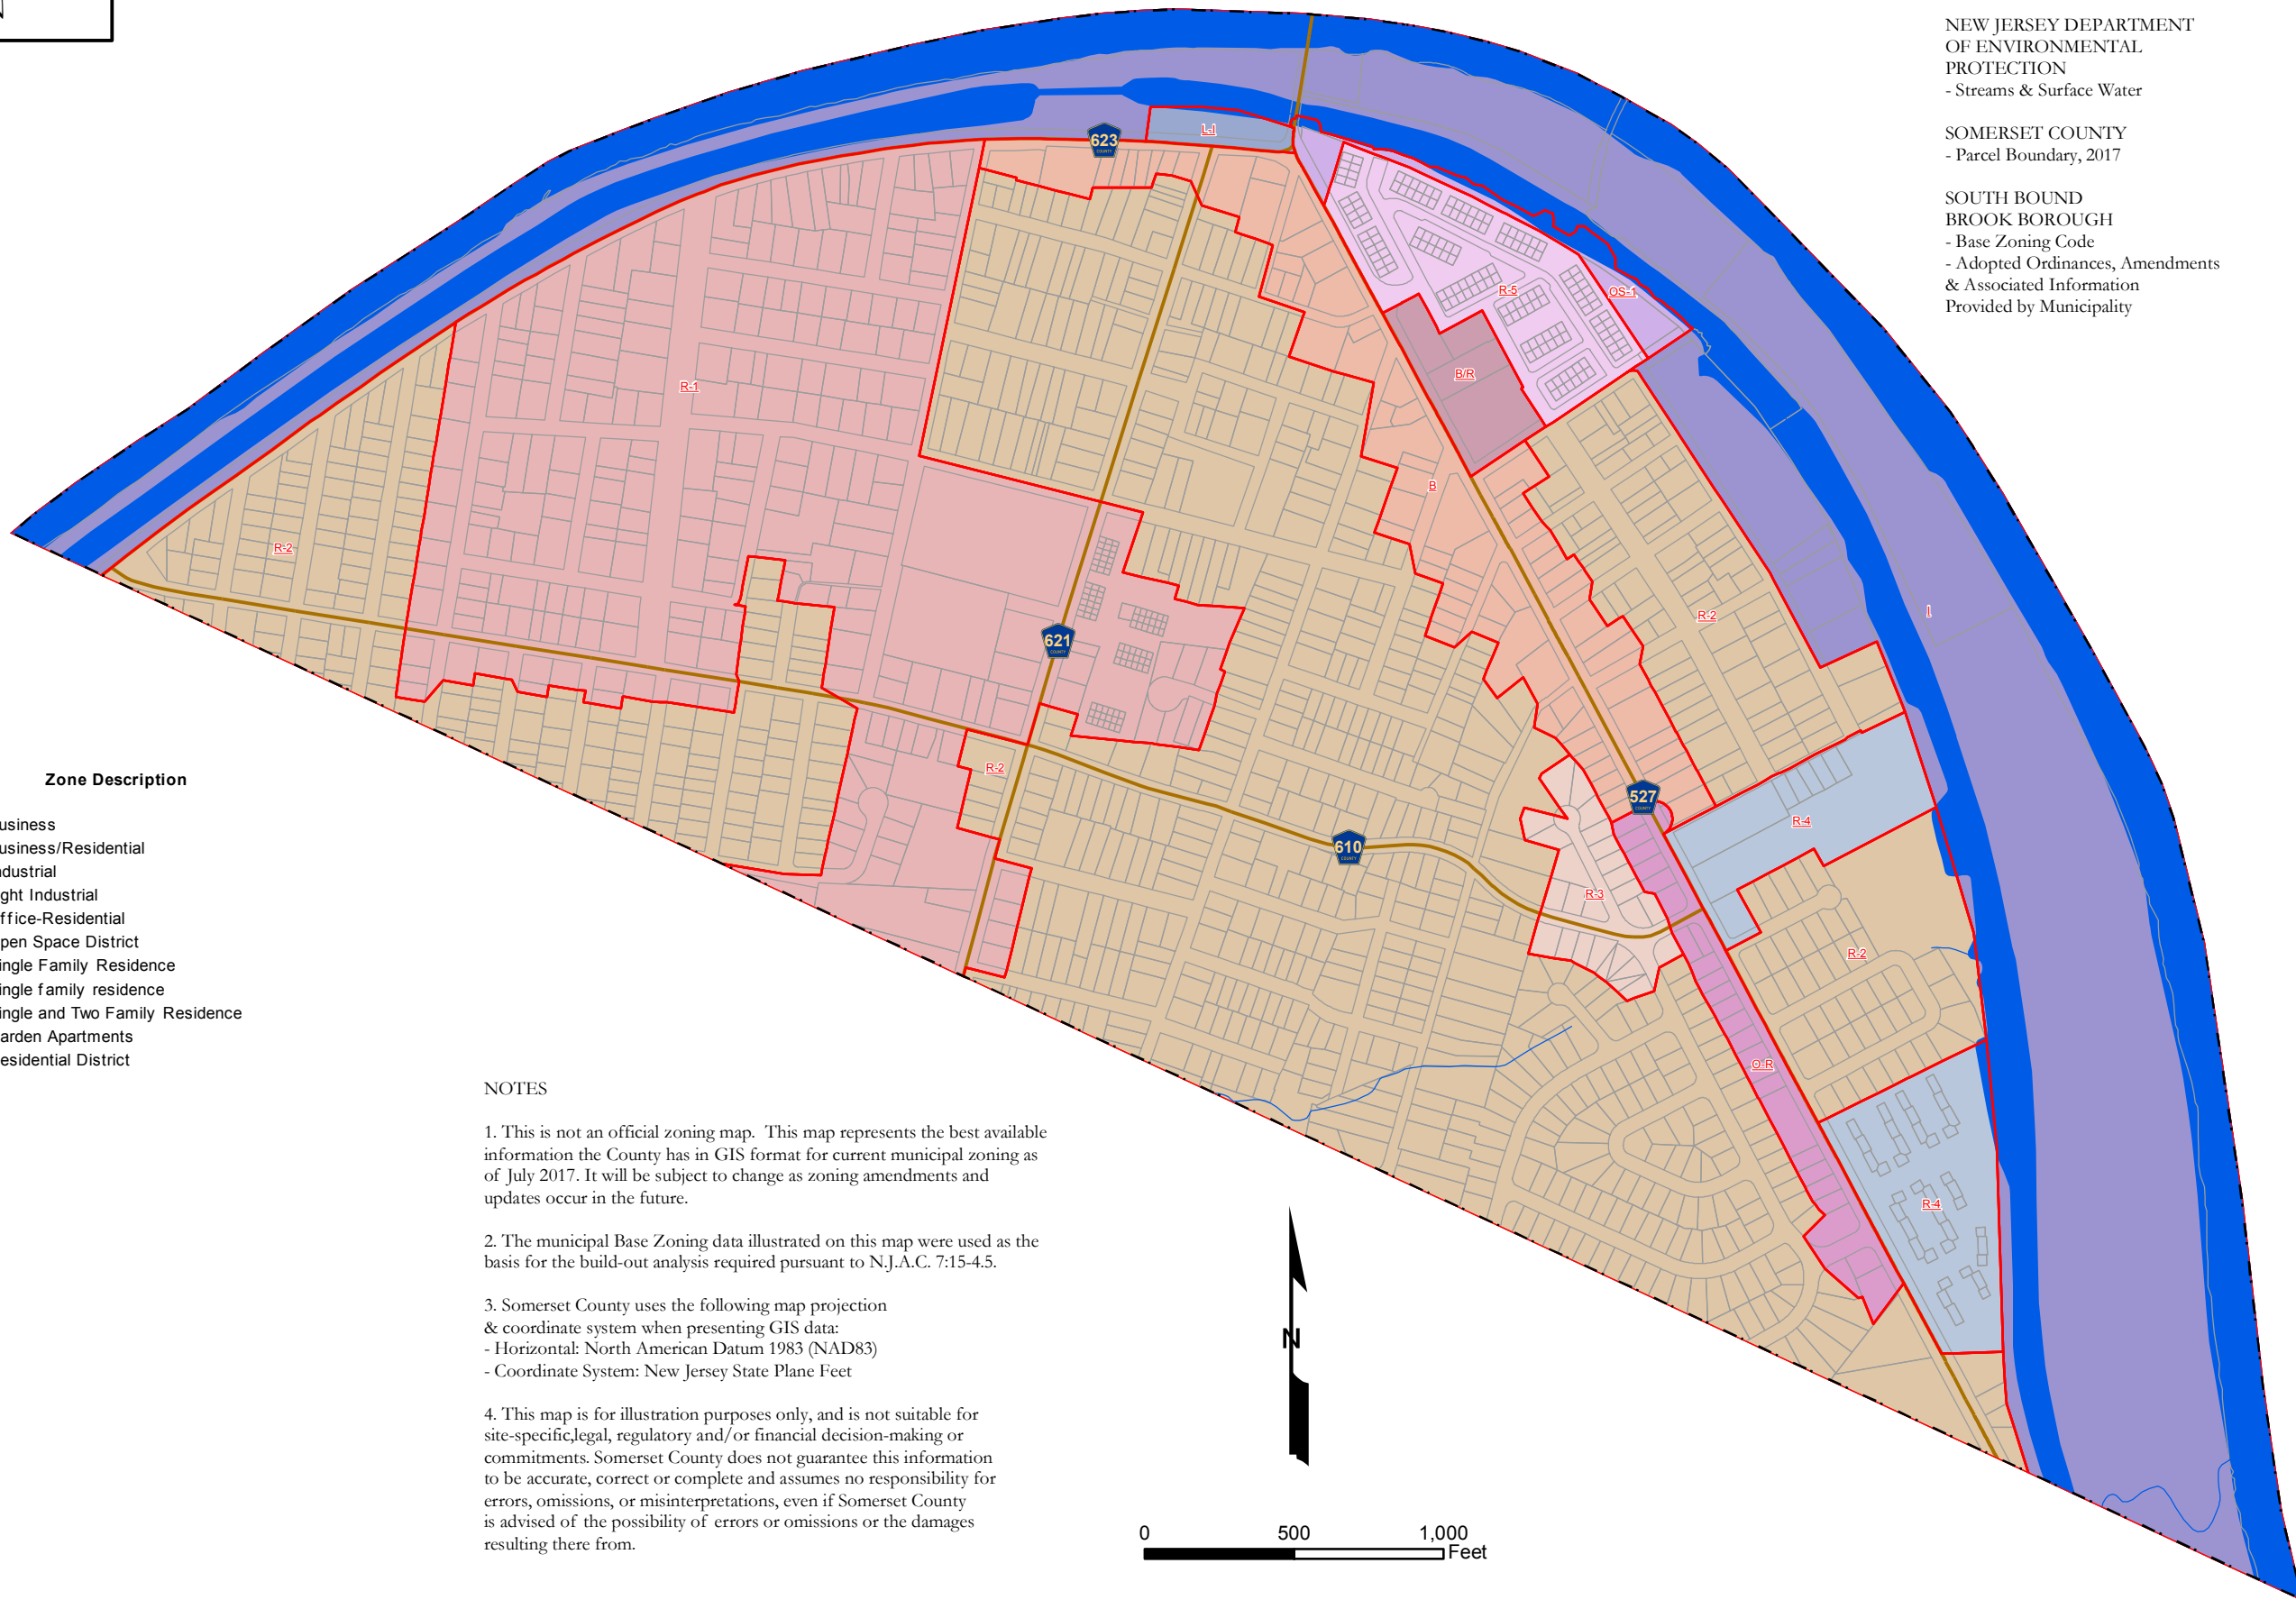 N
NEW JERSEY DEPARTMENT
OF ENVIRONMENTAL
PROTECTION
- Streams & Surface Water
SOMERSET COUNTY
- Parcel Boundary, 2017
SOUTH BOUND
BROOK BOROUGH
- Base Zoning Code
- Adopted Ordinances, Amendments
& Associated Information
Provided by Municipality
623
COUNTY
L-I
R-5
OS-1
B/R
R-1
B
R-2
R-2
I
621
COUNTY
R-2
527
COUNTY
R-4
610
COUNTY
R-3
R-2
O-R
R-4
Zone Description
usiness
usiness/Residential
ndustrial
ght Industrial
ffice-Residential
pen Space District
ingle Family Residence
ingle family residence
ingle and Two Family Residence
arden Apartments
esidential District
NOTES
1. This is not an official zoning map. This map represents the best available
information the County has in GIS format for current municipal zoning as
of July 2017. It will be subject to change as zoning amendments and
updates occur in the future.
2. The municipal Base Zoning data illustrated on this map were used as the
basis for the build-out analysis required pursuant to N.J.A.C. 7:15-4.5.
3. Somerset County uses the following map projection
& coordinate system when presenting GIS data:
- Horizontal: North American Datum 1983 (NAD83)
- Coordinate System: New Jersey State Plane Feet
4. This map is for illustration purposes only, and is not suitable for
site-specific,legal, regulatory and/or financial decision-making or
commitments. Somerset County does not guarantee this information
to be accurate, correct or complete and assumes no responsibility for
errors, omissions, or misinterpretations, even if Somerset County
is advised of the possibility of errors or omissions or the damages
resulting there from.
N
0 500 1,000
Feet